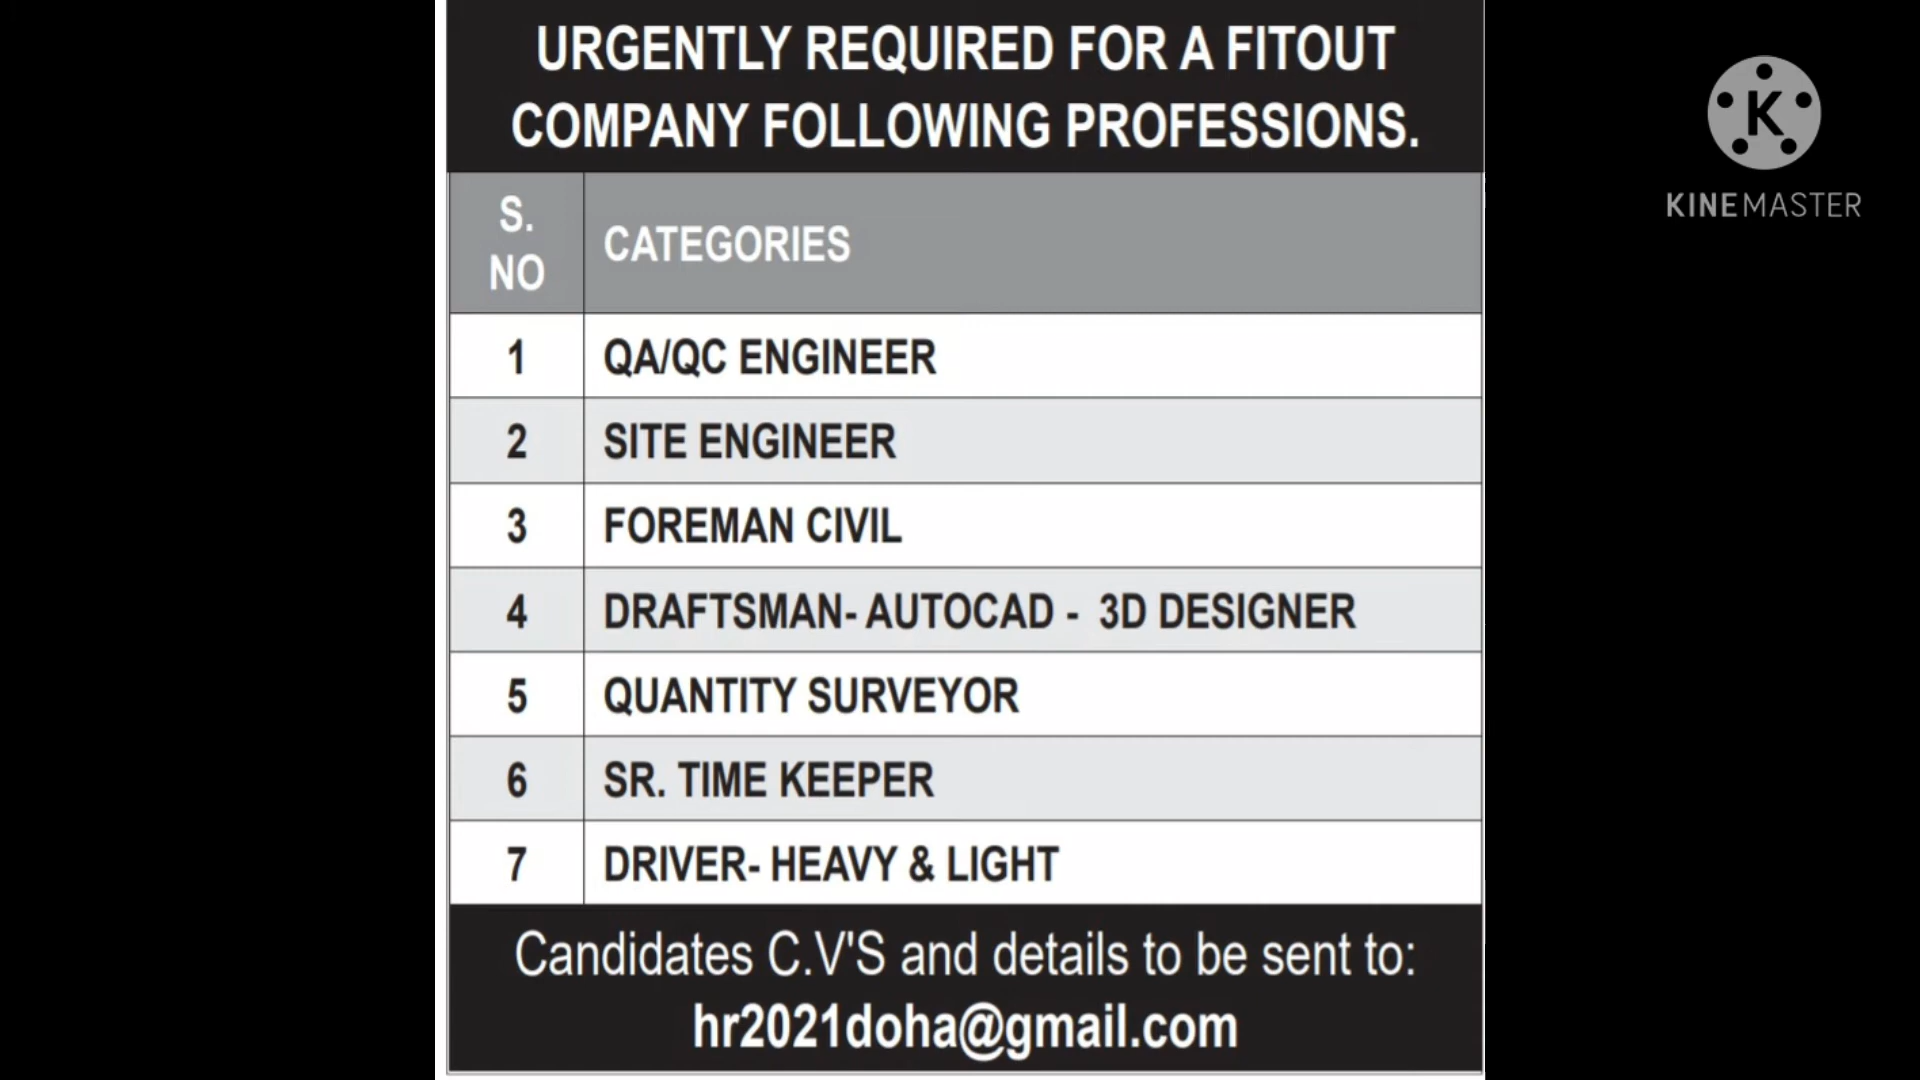 URGENTLY REQUIRED FOR A FITOUT
COMPANY FOLLOWING PROFESSIONS.
S.
NO
CATEGORIES
1 QA/QC ENGINEER
2 SITE ENGINEER
3 FOREMAN CIVIL
4 DRAFTSMAN- AUTOCAD - 3D DESIGNER
5 QUANTITY SURVEYOR
6 SR. TIME KEEPER
7 DRIVER- HEAVY & LIGHT
Candidates C.V'S and details to be sent to:
hr2021doha@gmail.com
K
KINEMASTER